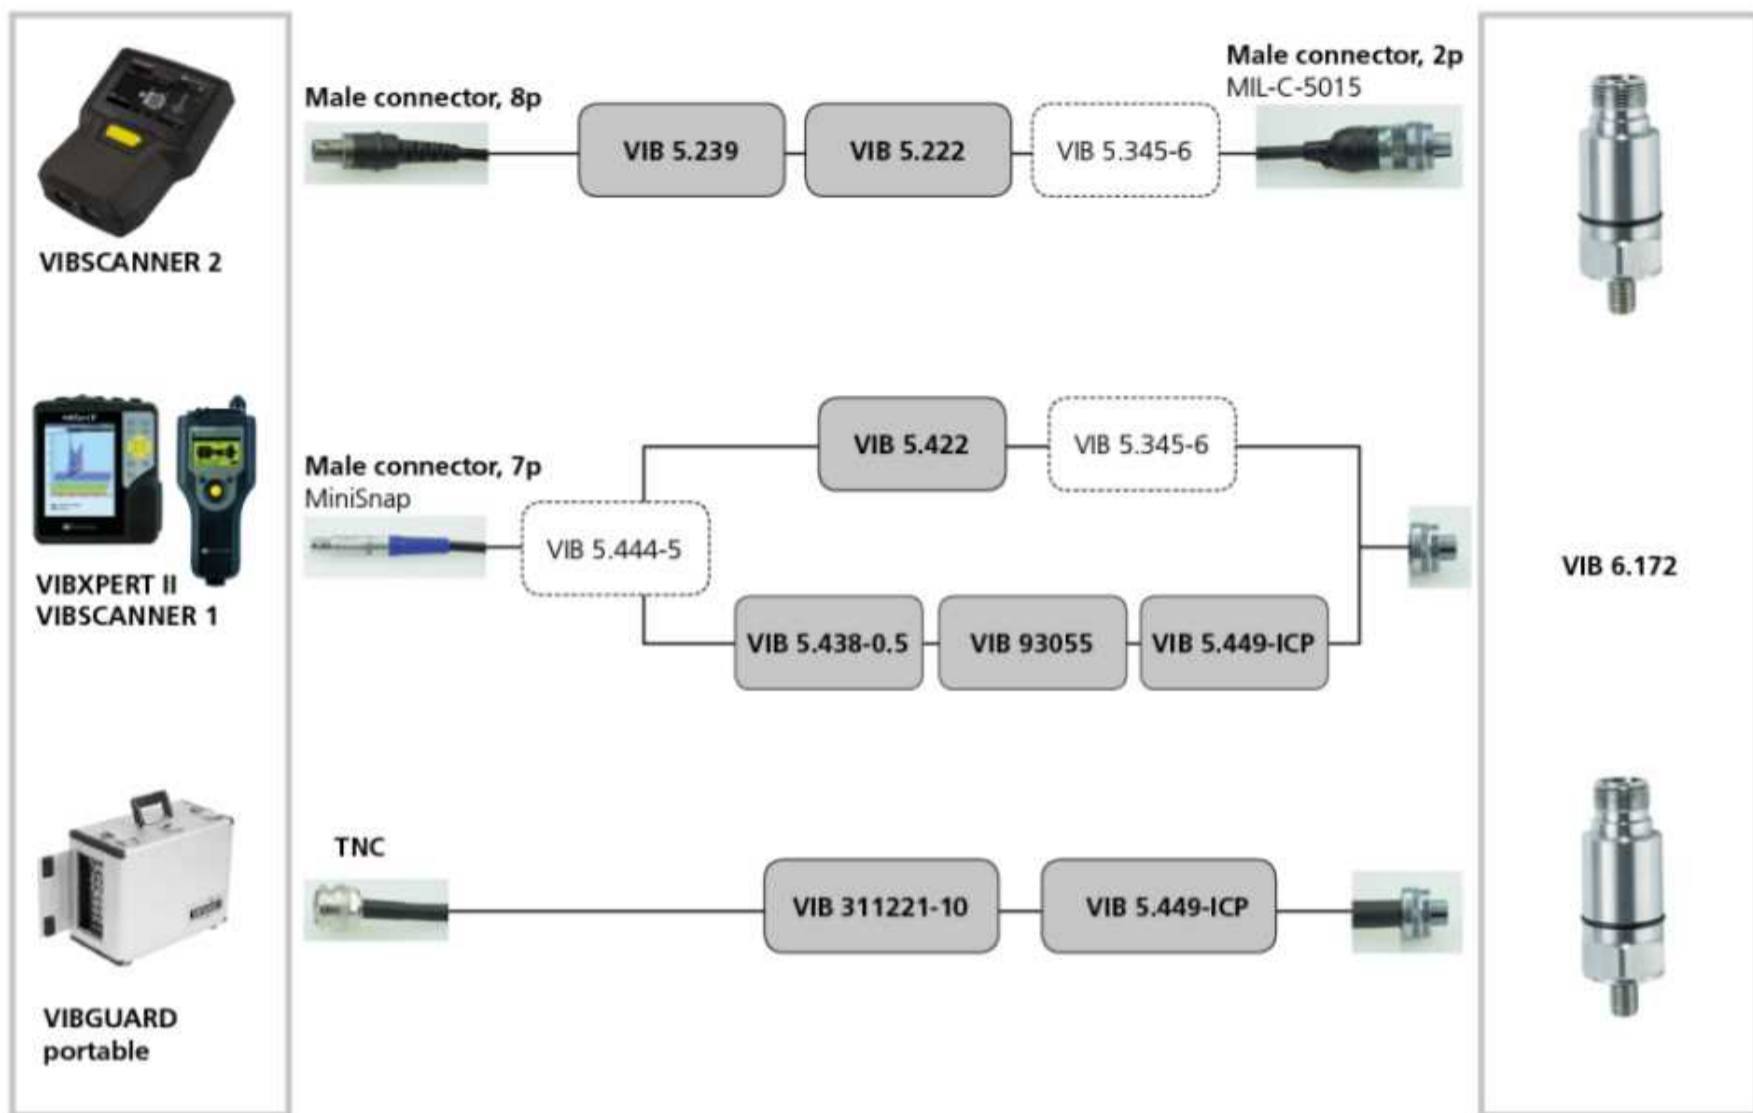 Male connector, 8p
VIB 5.239
VIB 5.222
VIB 5.345-6
Male connector, 2p
MIL-C-5015
VIBSCANNER 2
VIBXPERT II
VIBSCANNER 1
Male connector, 7p
MiniSnap
VIB 5.444-5
VIB 5.422
VIB 5.345-6
VIB 5.438-0.5
VIB 93055
VIB 5.449-ICP
VIB 6.172
VIBGUARD
portable
TNC
VIB 311221-10
VIB 5.449-ICP